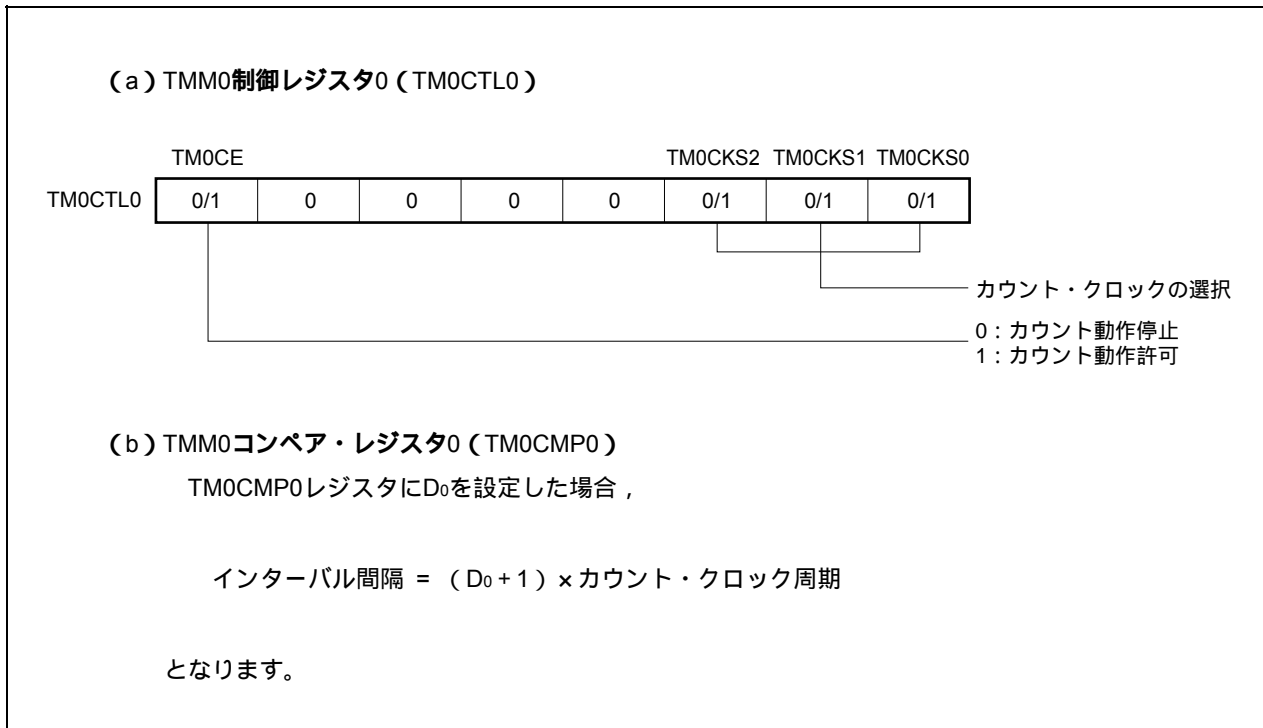 (a)TMM0制御レジスタ0(TM0CTL0)
TM0CE TM0CKS2 TM0CKS1 TM0CKS0
TM0CTL0 0/1 0 0 0 0 0/1 0/1 0/1
カウント・クロックの選択
0:カウント動作停止
1:カウント動作許可
(b)TMM0コンペア・レジスタ0(TM0CMP0)
TM0CMP0レジスタにD0を設定した場合,
インターバル間隔 = (D0+1)×カウント・クロック周期
となります。